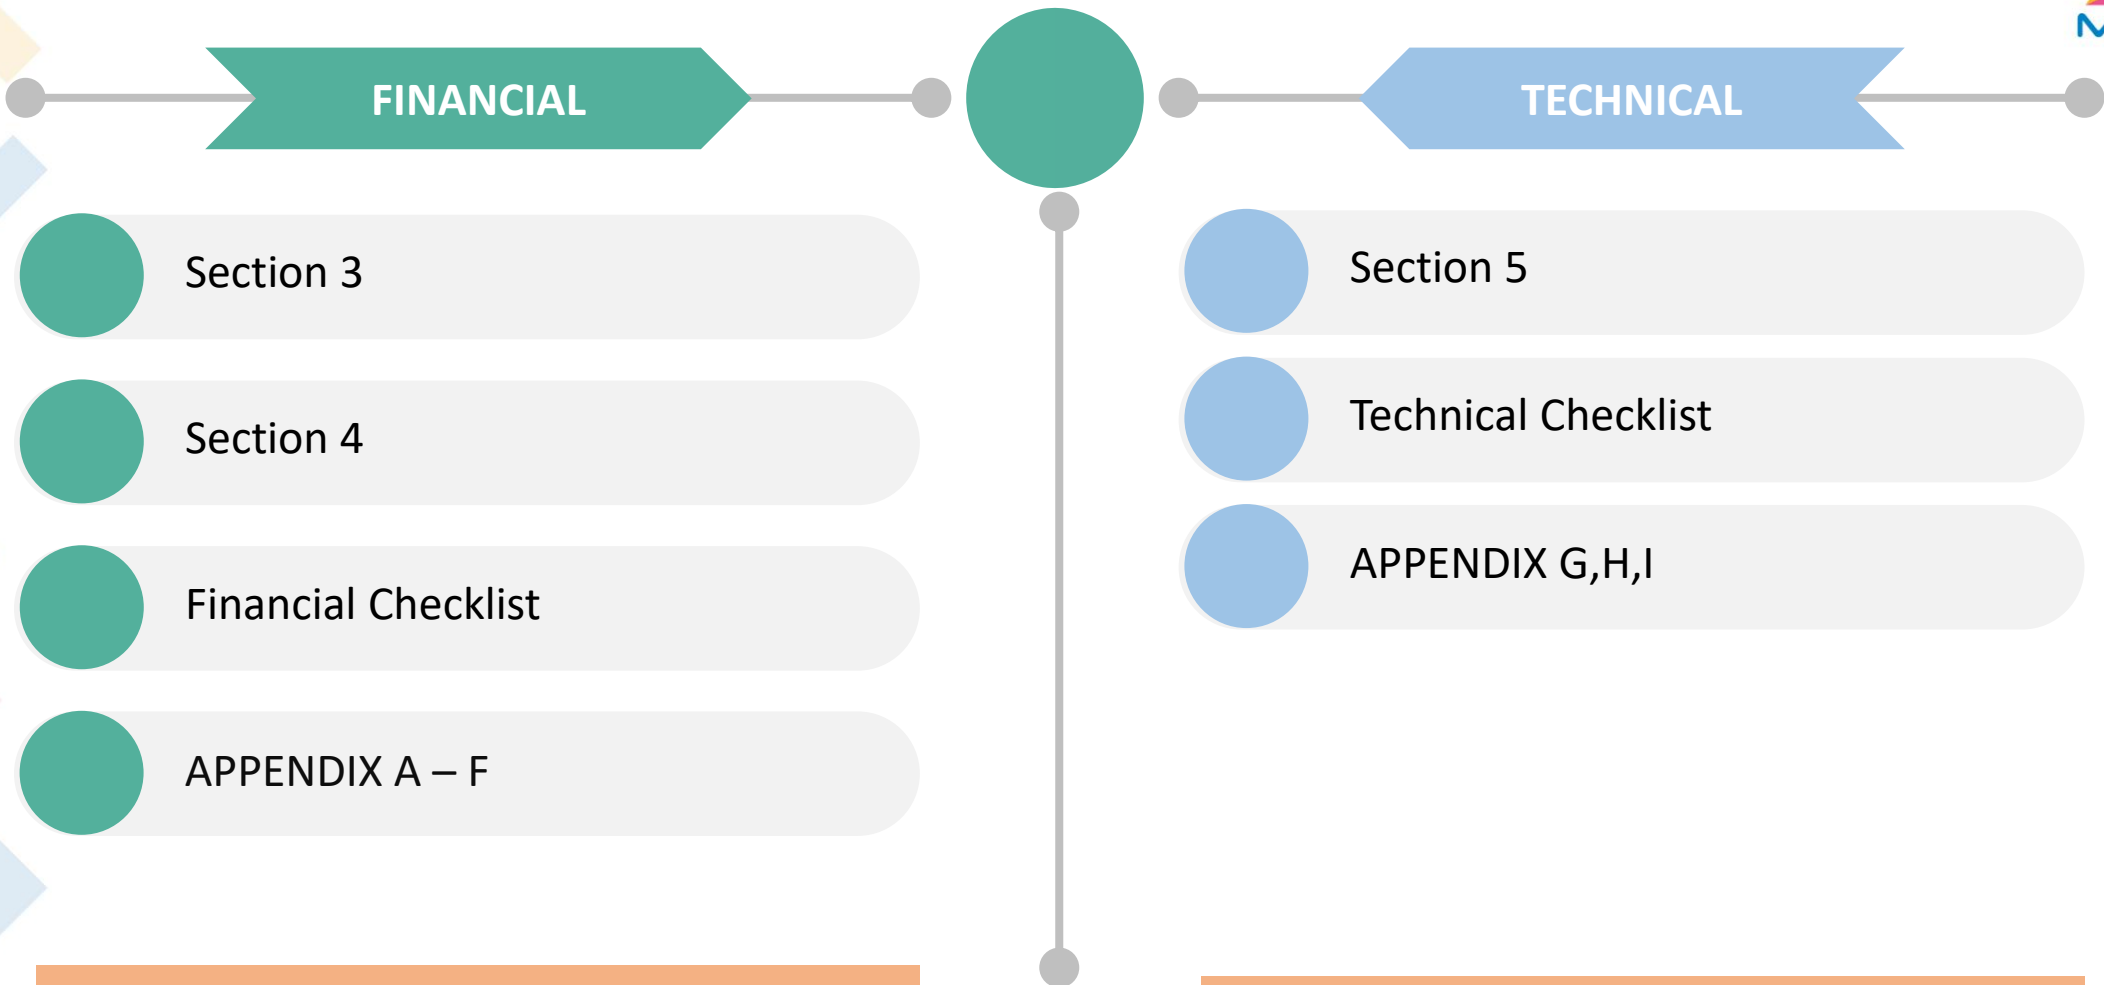 FINANCIAL
Section 3
Section 4
Financial Checklist
APPENDIX A – F
TECHNICAL
Section 5
Technical Checklist
APPENDIX G,H,I